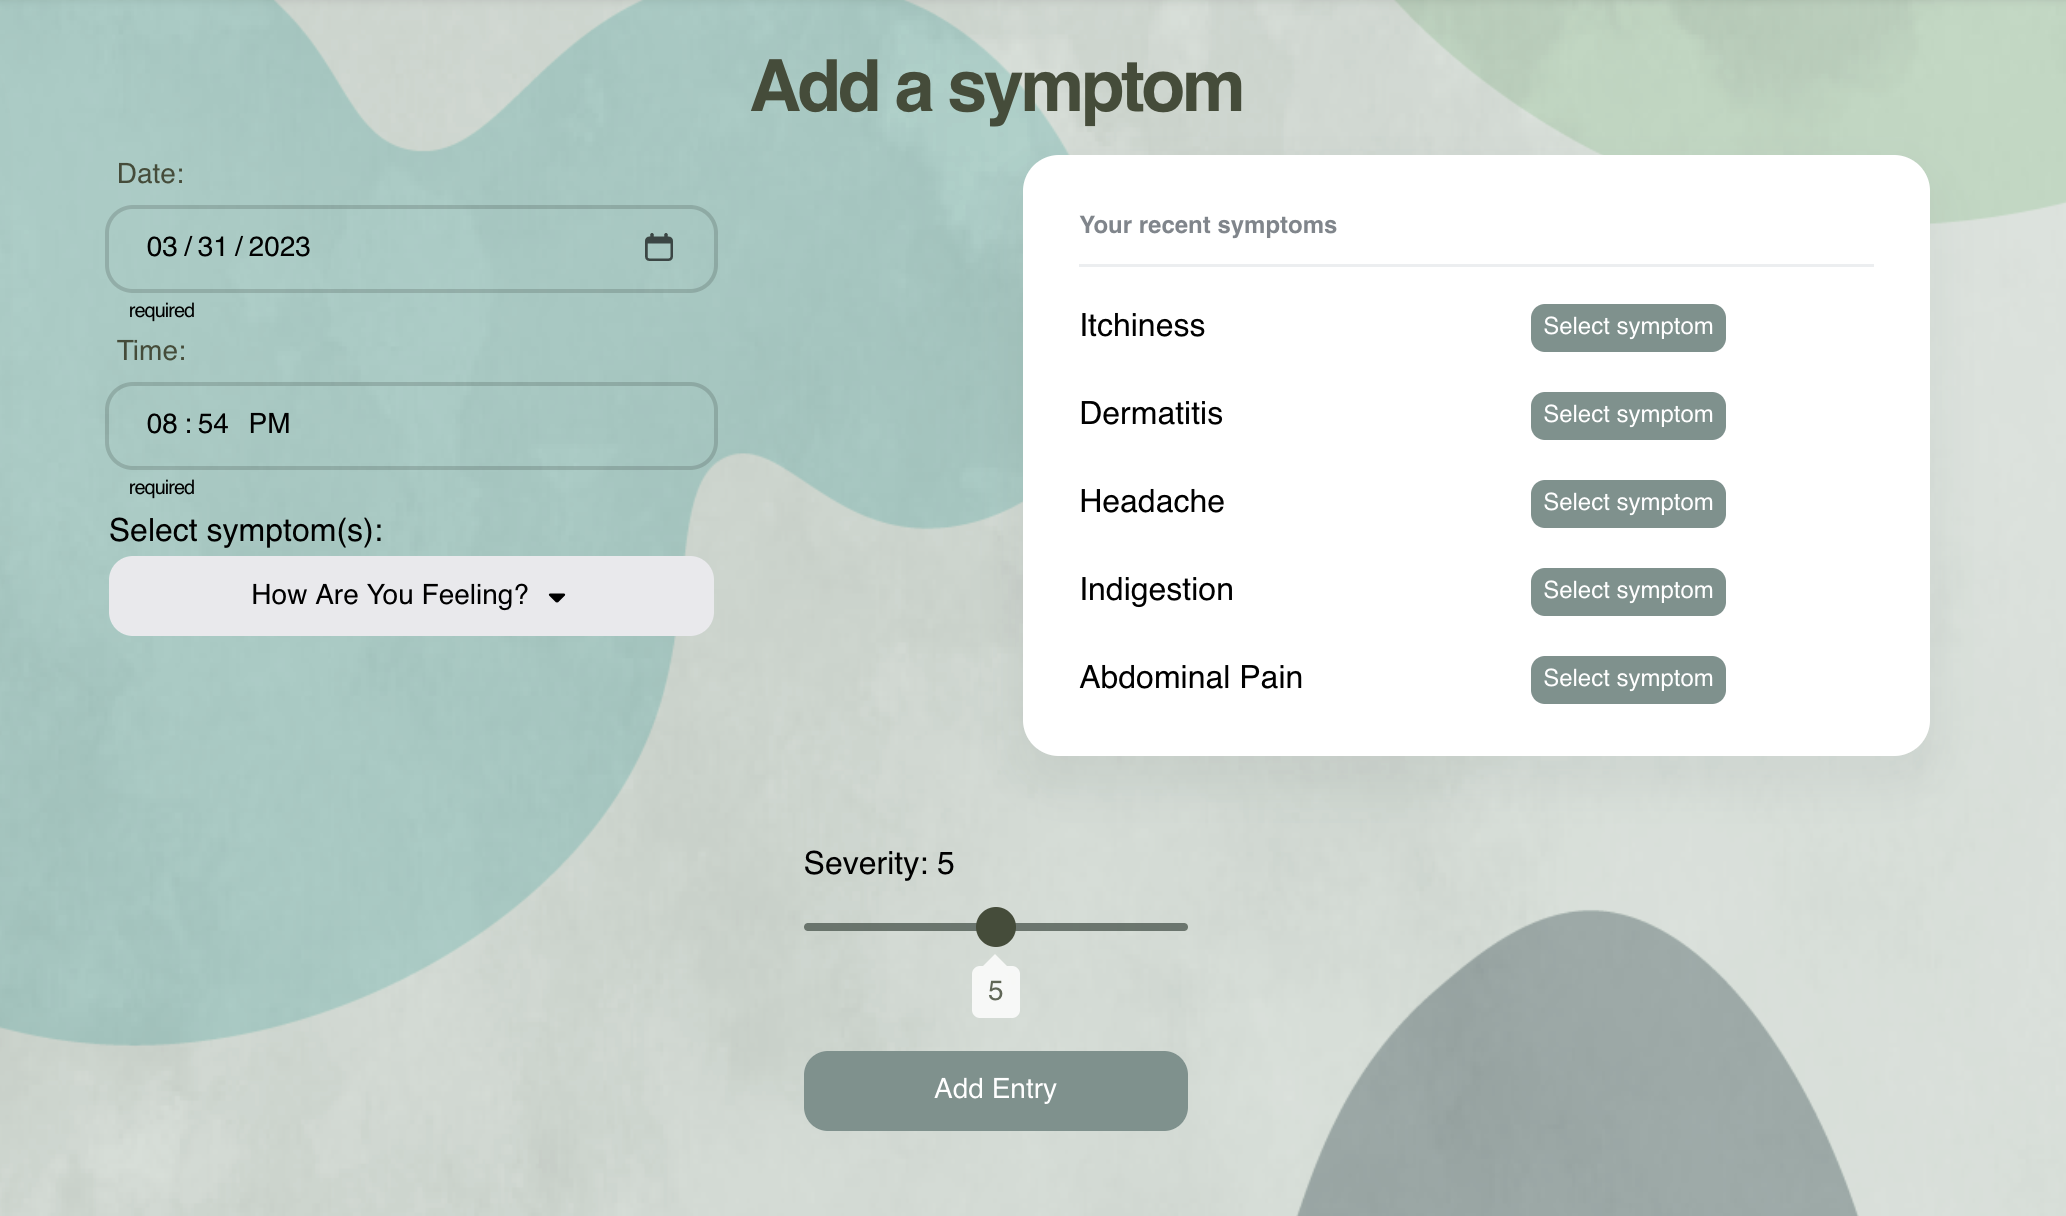 Add a symptom
Date:
03 / 31 / 2023
required
Time:
08 : 54 PM
required
Select symptom(s):
How Are You Feeling?
Your recent symptoms
Itchiness Select symptom
Dermatitis Select symptom
Headache Select symptom
Indigestion Select symptom
Abdominal Pain Select symptom
Severity: 5
5
Add Entry